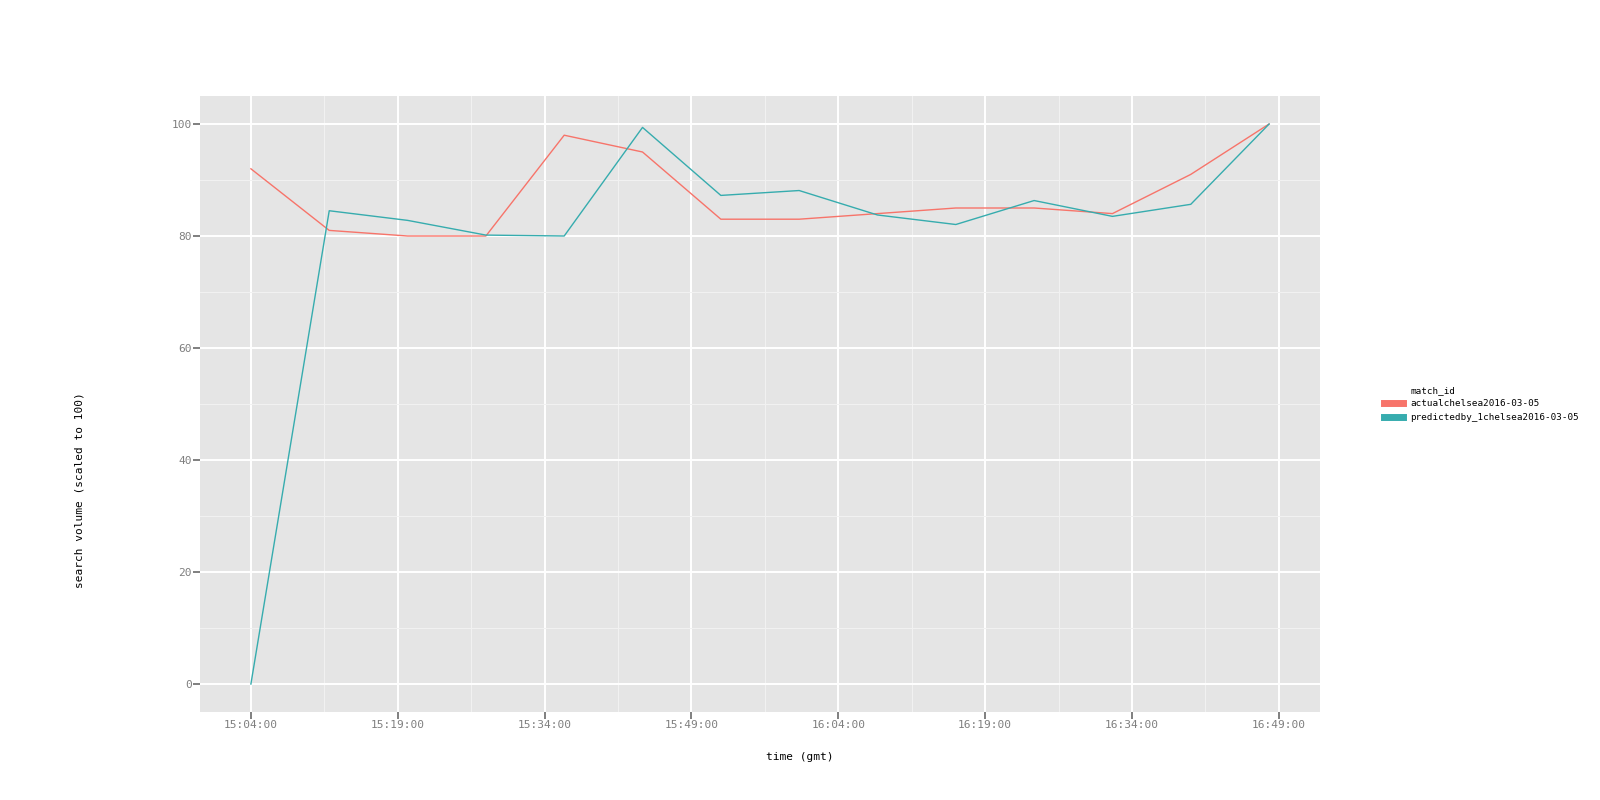 100
80
60
40
20
0
search volume (scaled to 100)
15:04:00 15:19:00 15:34:00 15:49:00 16:04:00 16:19:00 16:34:00 16:49:00
time (gmt)
match_id
actualchelsea2016-03-05
predictedby_1chelsea2016-03-05